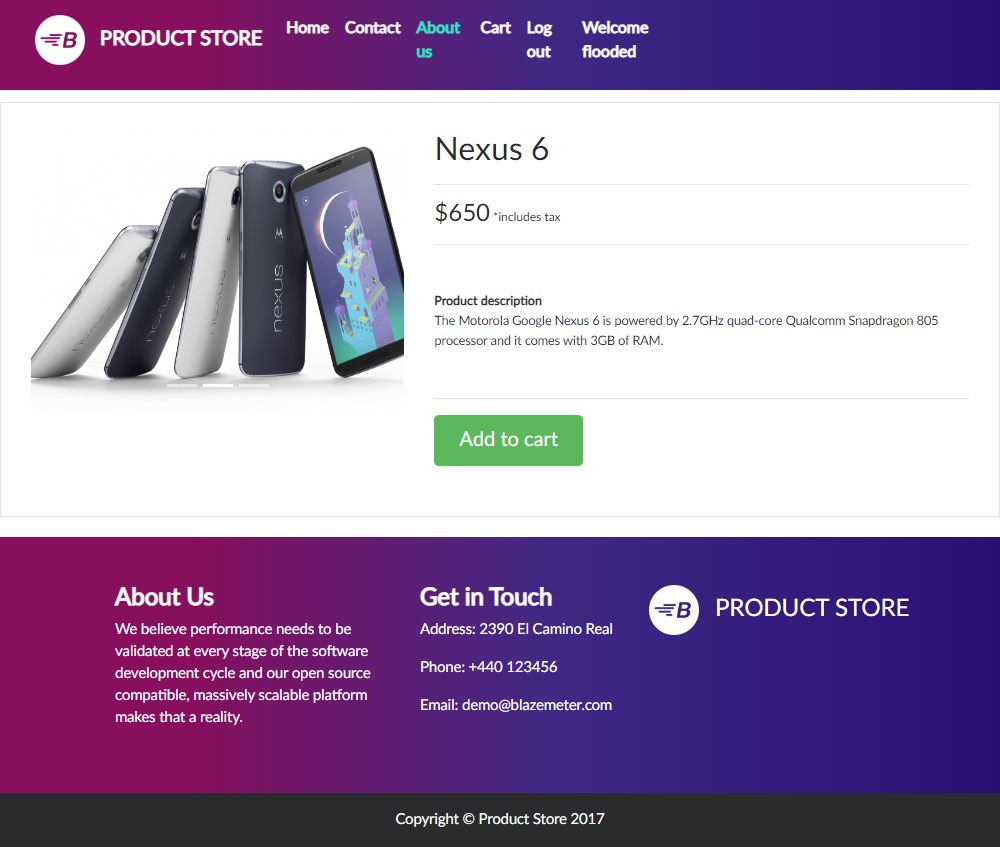 B PRODUCT STORE Home Contact About us Cart Log out Welcome flooded
nexus
nexus
nexus
nexus
Nexus 6
$650 *includes tax
Product description
The Motorola Google Nexus 6 is powered by 2.7GHz quad-core Qualcomm Snapdragon 805
processor and it comes with 3GB of RAM.
Add to cart
About Us
We believe performance needs to be
validated at every stage of the software
development cycle and our open source
compatible, massively scalable platform
makes that a reality.
Get in Touch
Address: 2390 El Camino Real
Phone: +440 123456
Email: demo@blazemeter.com
B PRODUCT STORE
Copyright © Product Store 2017